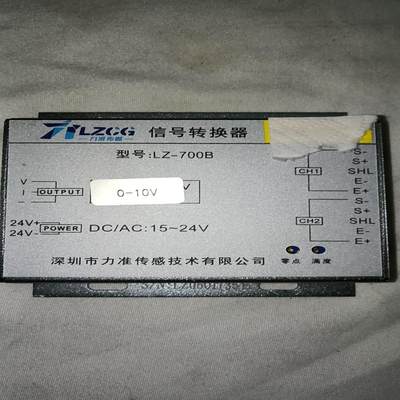 LZCG
力准传感
信号转换器
型号:LZ-700B
V
I
OUTPUT
0-10V
24V+
24V-
POWER
DC/AC:15~24V
S-
S+
SHL
E-
E+
CH1
S-
S+
SHL
E-
E+
CH2
零点
满度
深圳市力准传感技术有限公司